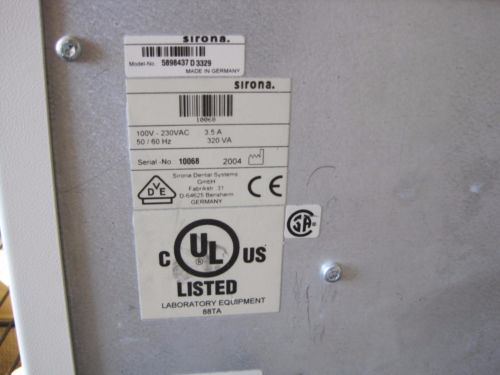 sirona.
Model-No. 5898437 D 3329
MADE IN GERMANY
sirona.
10068
100V - 230VAC 3.5 A
50 / 60 Hz 320 VA
Serial-No. 10068 2004
Sirona Dental Systems
GmbH
Fabrikstr. 31
D-64625 Bensheim
GERMANY
VDE
CE
C UL US
®
LISTED
LABORATORY EQUIPMENT
88TA
SA